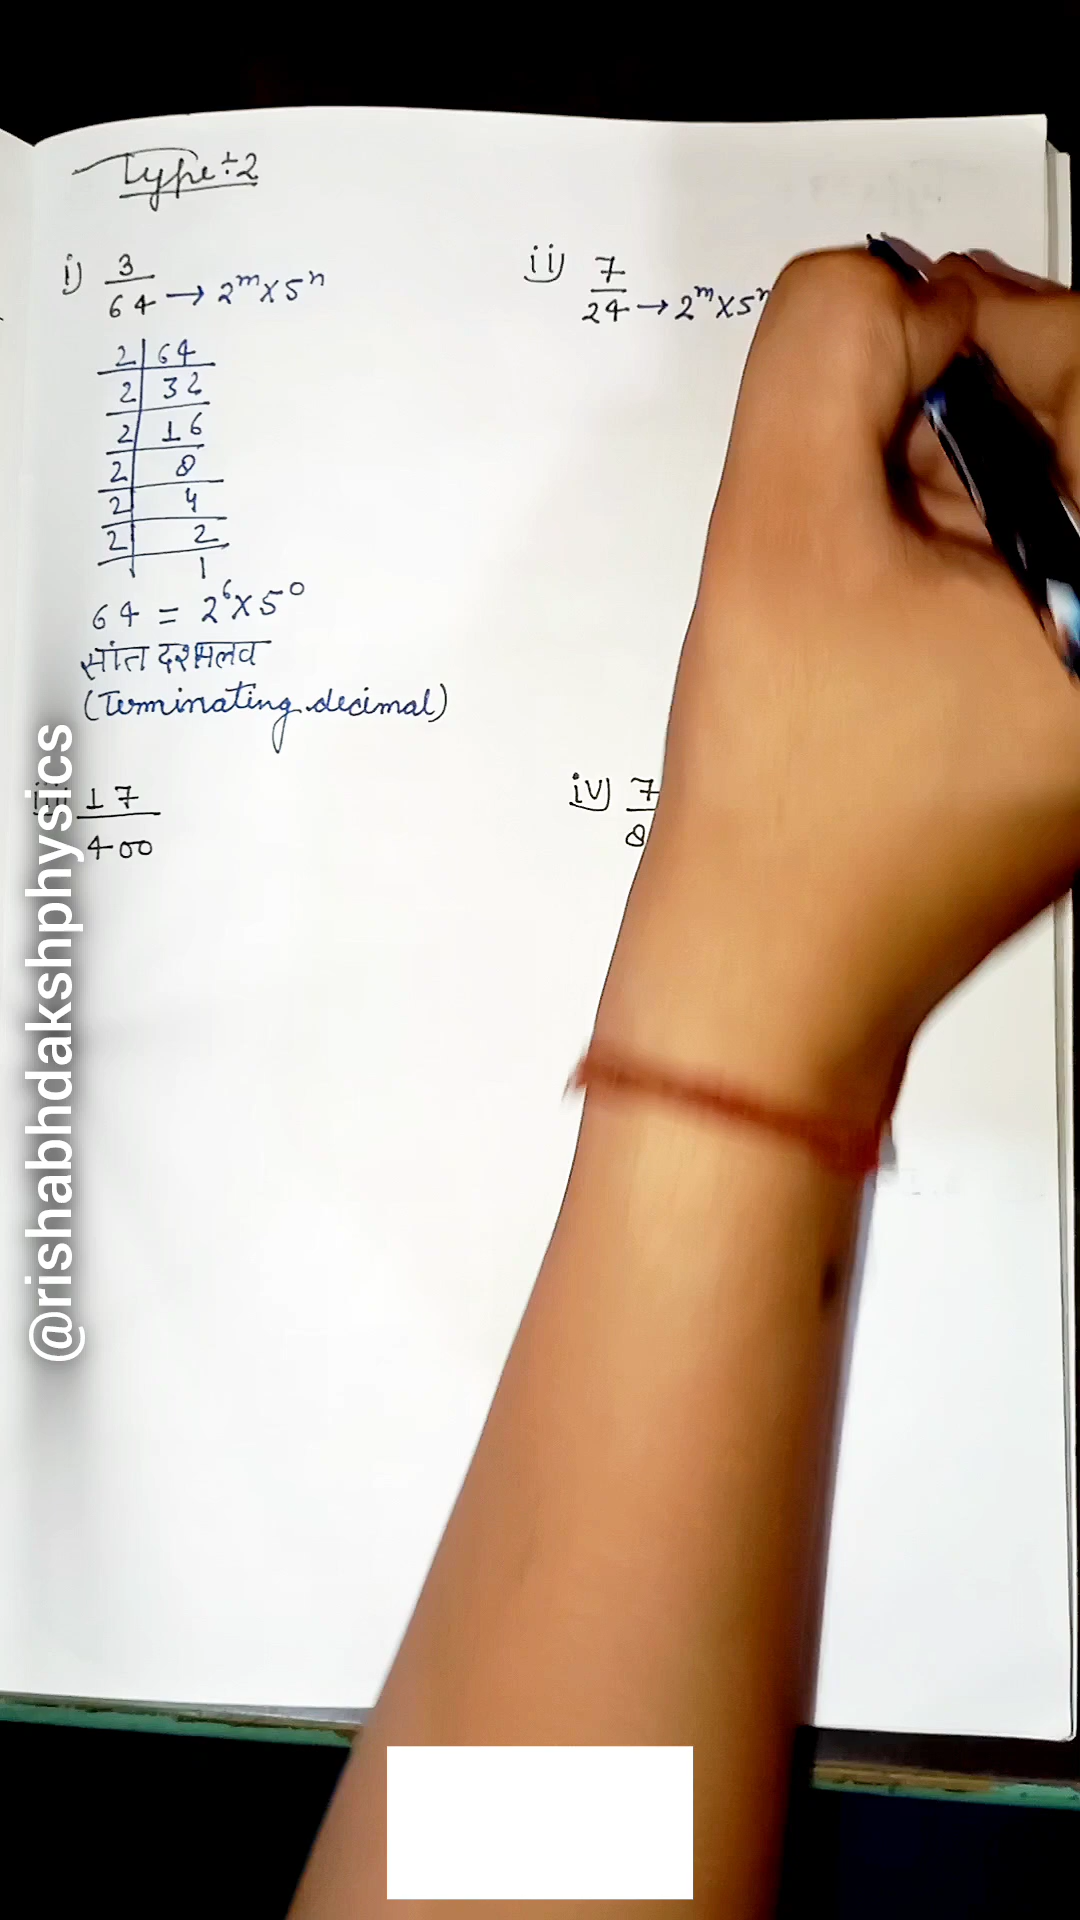 Type÷2
i) 3/64 → 2^m×5^n
2|64
2|32
2|16
2|8
2|4
2|2
1
64 = 2^6×5^0
सांत दशमलव
(Terminating decimal)
ii) 7/24 → 2^m×5^n
17/400
iv) 7/8
@rishabhdakshphysics